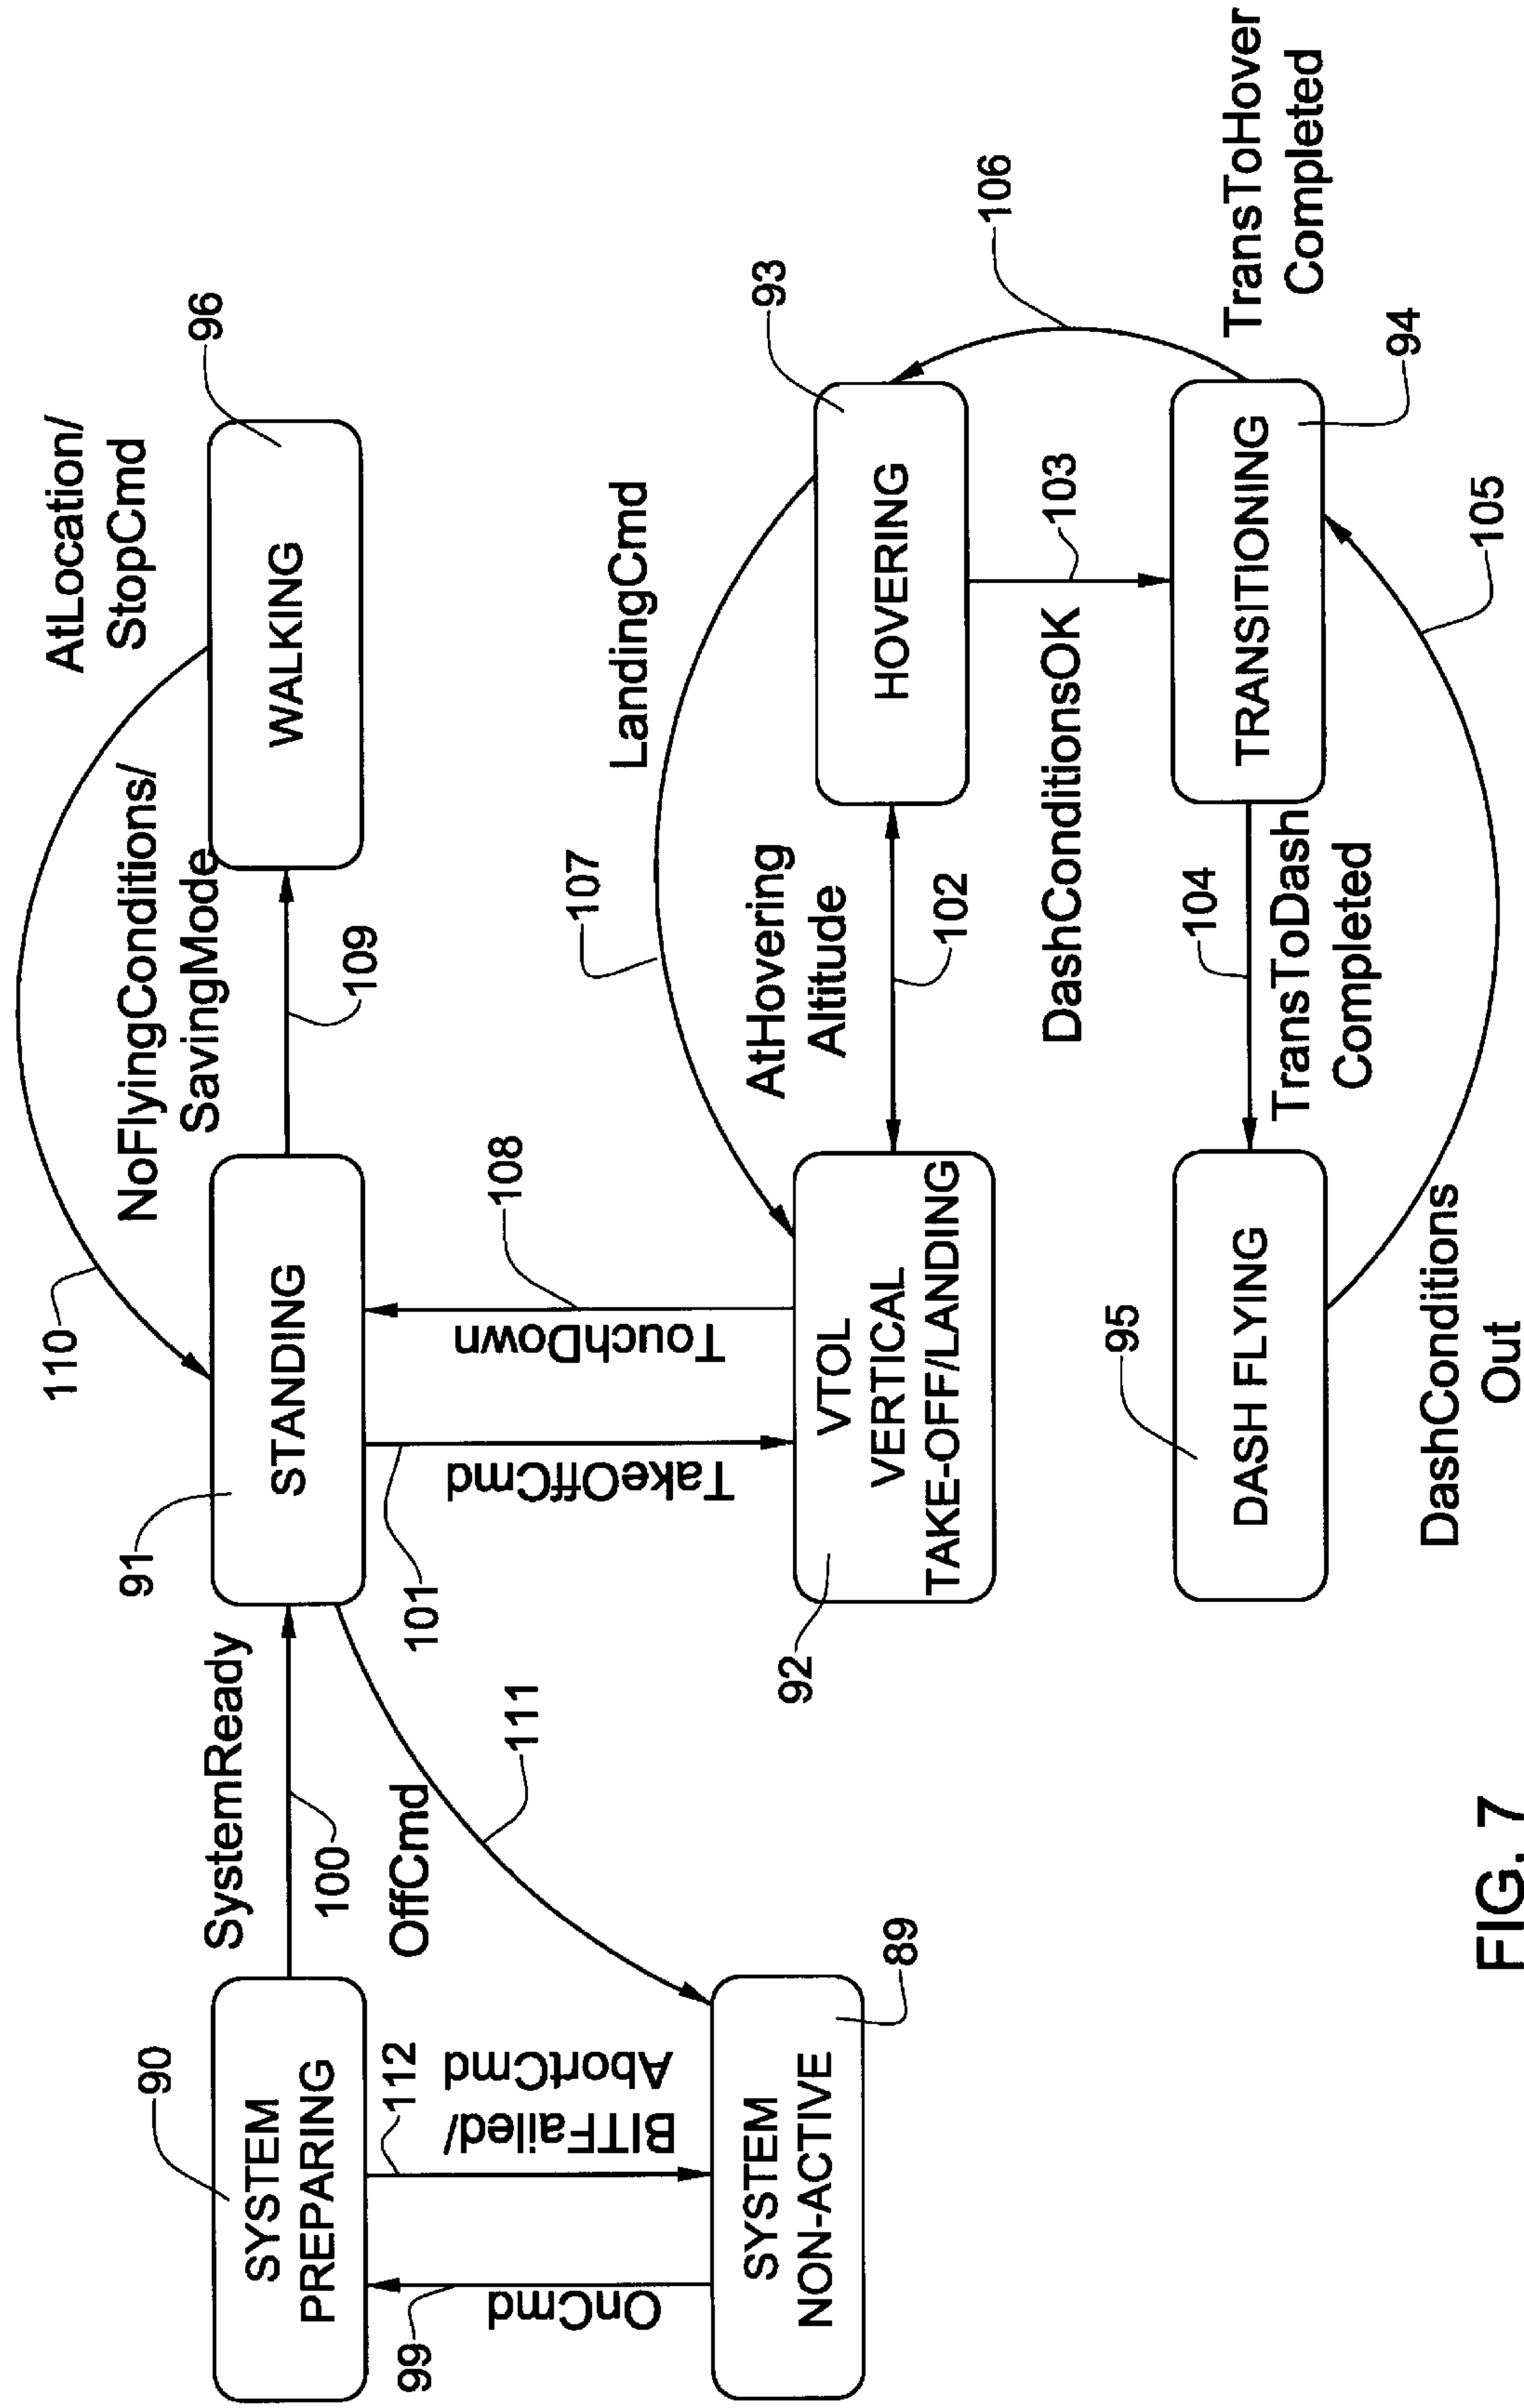 110
AtLocation/
StopCmd
96
NoFlyingConditions/
SavingMode
90
SYSTEM
PREPARING
SystemReady
100
91
STANDING
109
WALKING
99
OnCmd
112
BITFailed/
AbortCmd
OffCmd
111
101
TakeOffCmd
TouchDown
108
107
LandingCmd
93
SYSTEM
NON-ACTIVE
89
92
VTOL
VERTICAL
TAKE-OFF/LANDING
AtHovering
Altitude
102
HOVERING
106
DashConditionsOK
103
TransToHover
Completed
95
DASH FLYING
104
TransToDash
Completed
TRANSITIONING
94
DashConditions
Out
105
FIG. 7